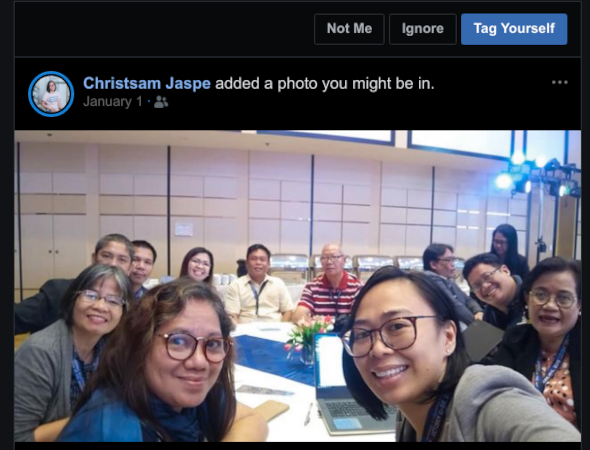 Not Me Ignore Tag Yourself
Christsam Jaspe added a photo you might be in.
January 1 ·